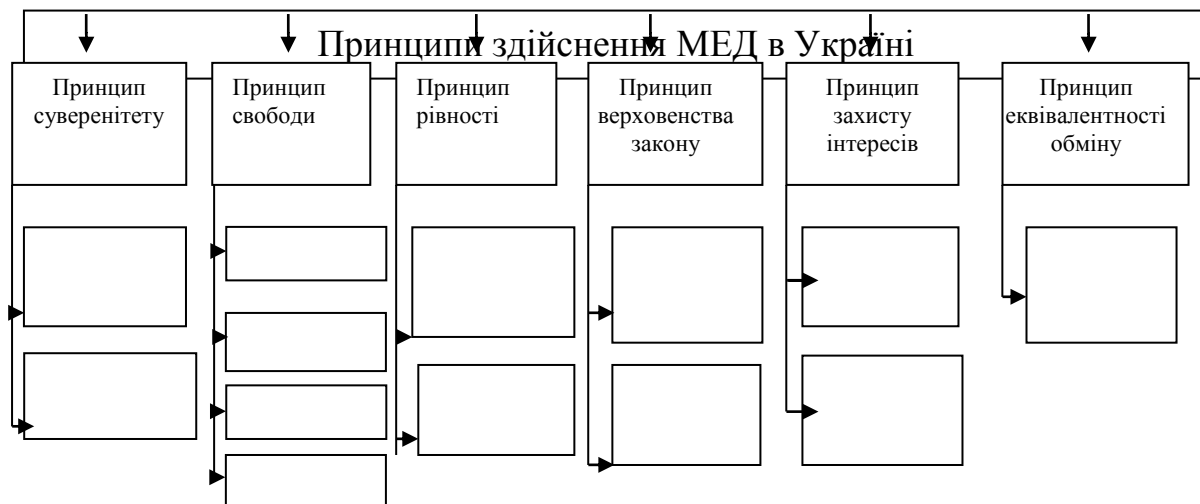 Принципи здійснення МЕД в Україні
Принцип
суверенітету
Принцип
свободи
Принцип
рівності
Принцип
верховенства
закону
Принцип
захисту
інтересів
Принцип
еквівалентності
обміну